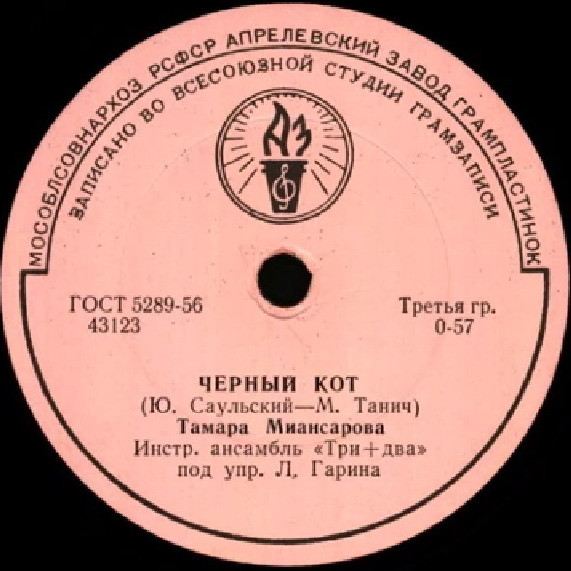 МОСОБЛСОВНАРХОЗ РСФСР АПРЕЛЕВСКИЙ ЗАВОД ГРАМПЛАСТИНОК
ЗАПИСАНО ВО ВСЕСОЮЗНОЙ СТУДИИ ГРАМЗАПИСИ
АЗ
ГОСТ 5289-56
43123
Третья гр.
0-57
ЧЕРНЫЙ КОТ
(Ю. Саульский—М. Танич)
Тамара Миансарова
Инстр. ансамбль «Три+два»
под упр. Л. Гарина